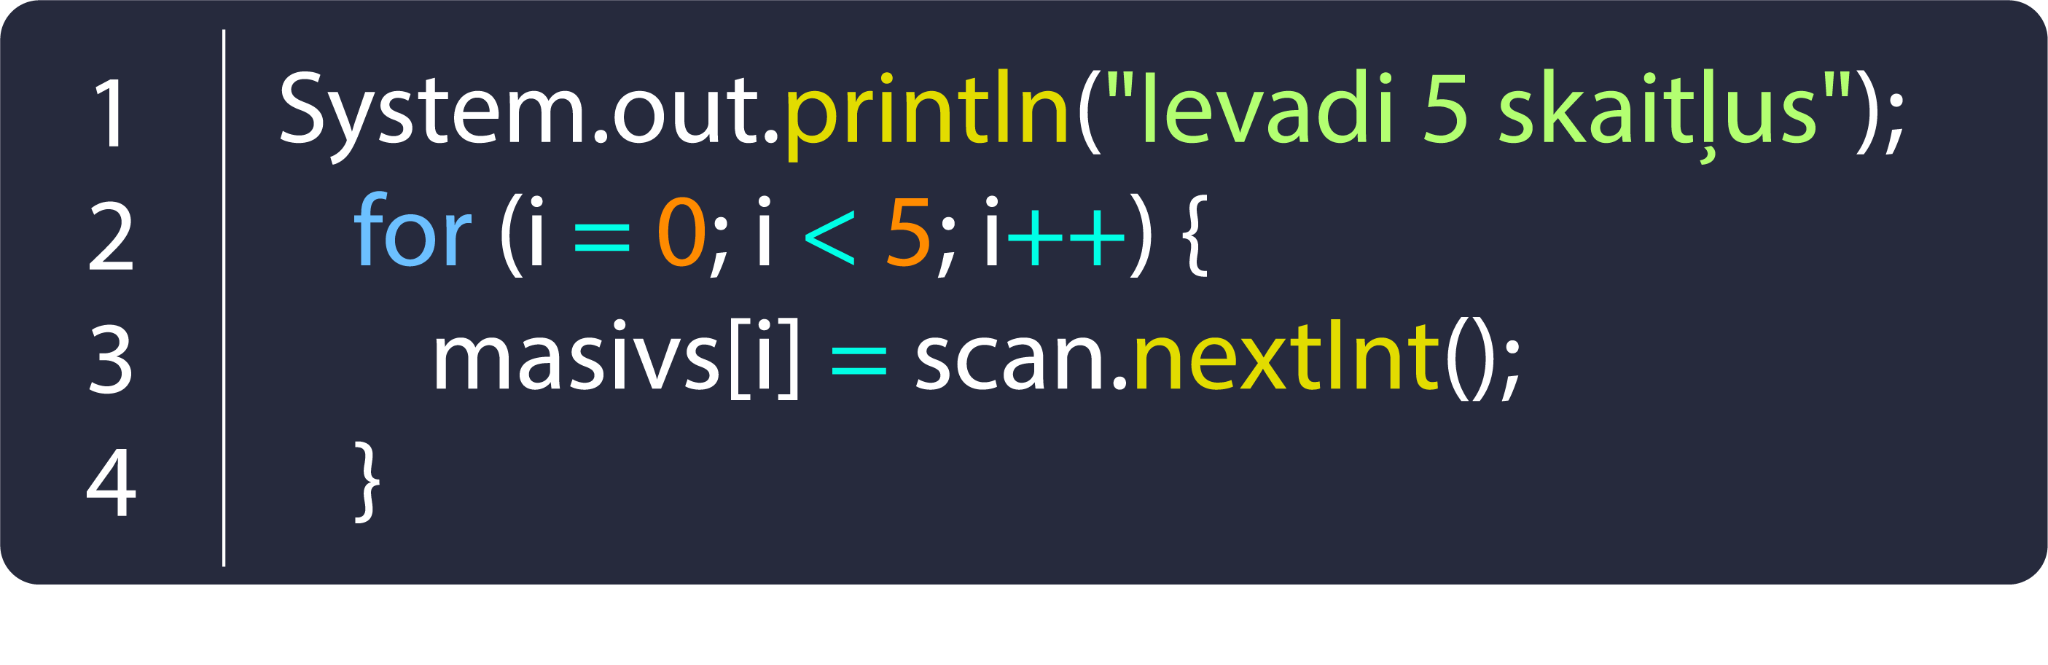 1 System.out.println("Ievadi 5 skaitļus");
2 for (i = 0; i < 5; i++) {
3 masivs[i] = scan.nextInt();
4 }